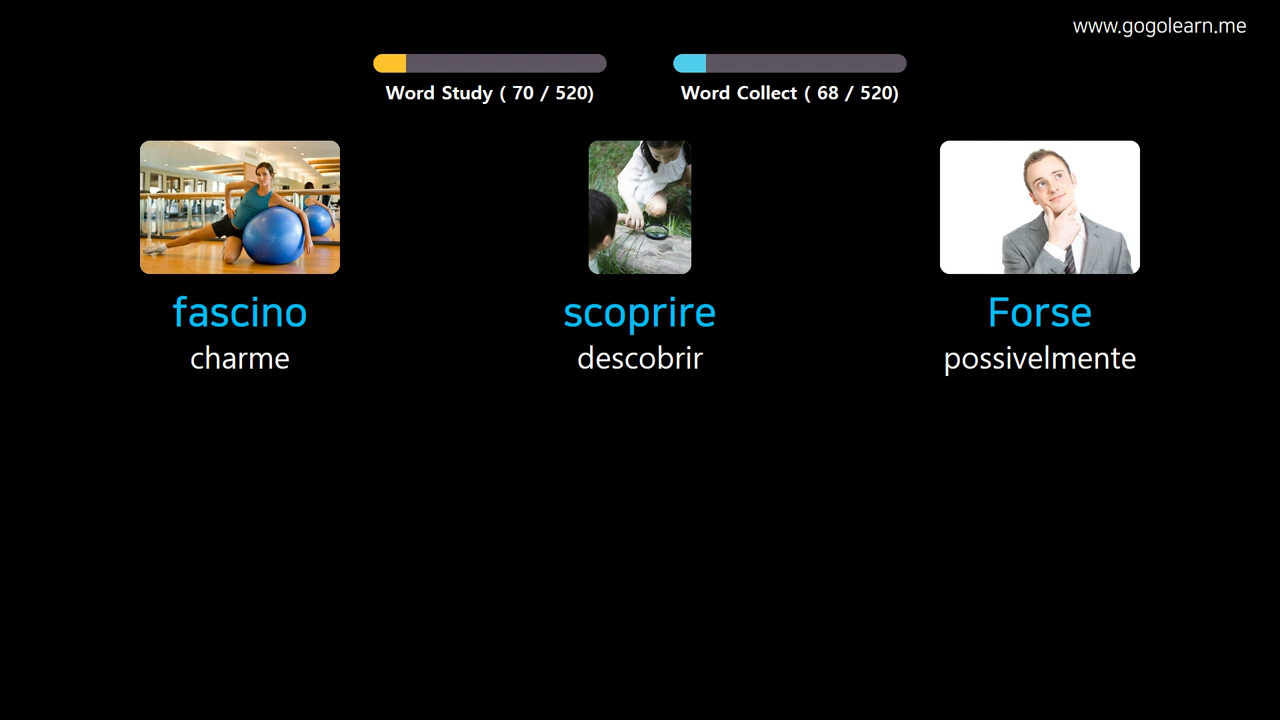 www.gogolearn.me
Word Study ( 70 / 520)
Word Collect ( 68 / 520)
fascino
charme
scoprire
descobrir
Forse
possivelmente